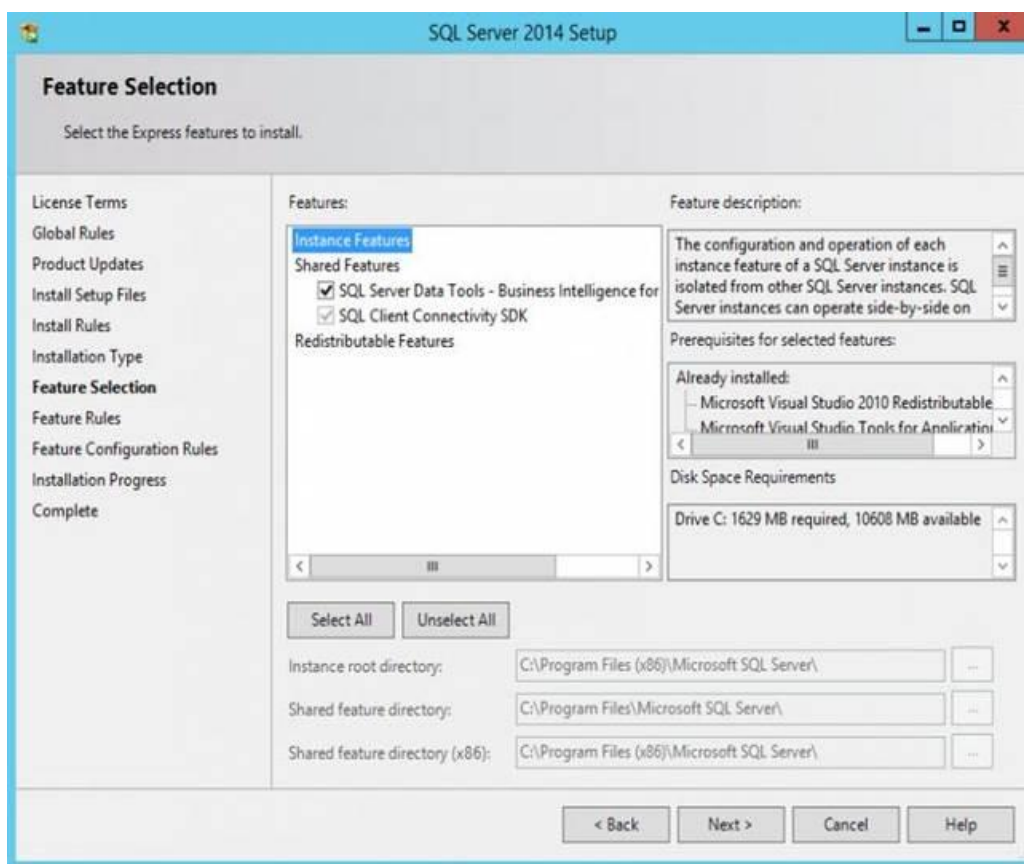 SQL Server 2014 Setup
Feature Selection
Select the Express features to install.
License Terms
Global Rules
Product Updates
Install Setup Files
Install Rules
Installation Type
Feature Selection
Feature Rules
Feature Configuration Rules
Installation Progress
Complete
Features:
Instance Features
Shared Features
SQL Server Data Tools - Business Intelligence for
SQL Client Connectivity SDK
Redistributable Features
Feature description:
The configuration and operation of each
instance feature of a SQL Server instance is
isolated from other SQL Server instances. SQL
Server instances can operate side-by-side on
Prerequisites for selected features:
Already installed:
Microsoft Visual Studio 2010 Redistributable
Microsoft Visual Studio Tools for Application
Disk Space Requirements
Drive C: 1629 MB required, 10608 MB available
Select All
Unselect All
Instance root directory:
C:\Program Files (x86)\Microsoft SQL Server\
...
Shared feature directory:
C:\Program Files\Microsoft SQL Server\
...
Shared feature directory (x86):
C:\Program Files (x86)\Microsoft SQL Server\
...
< Back
Next >
Cancel
Help